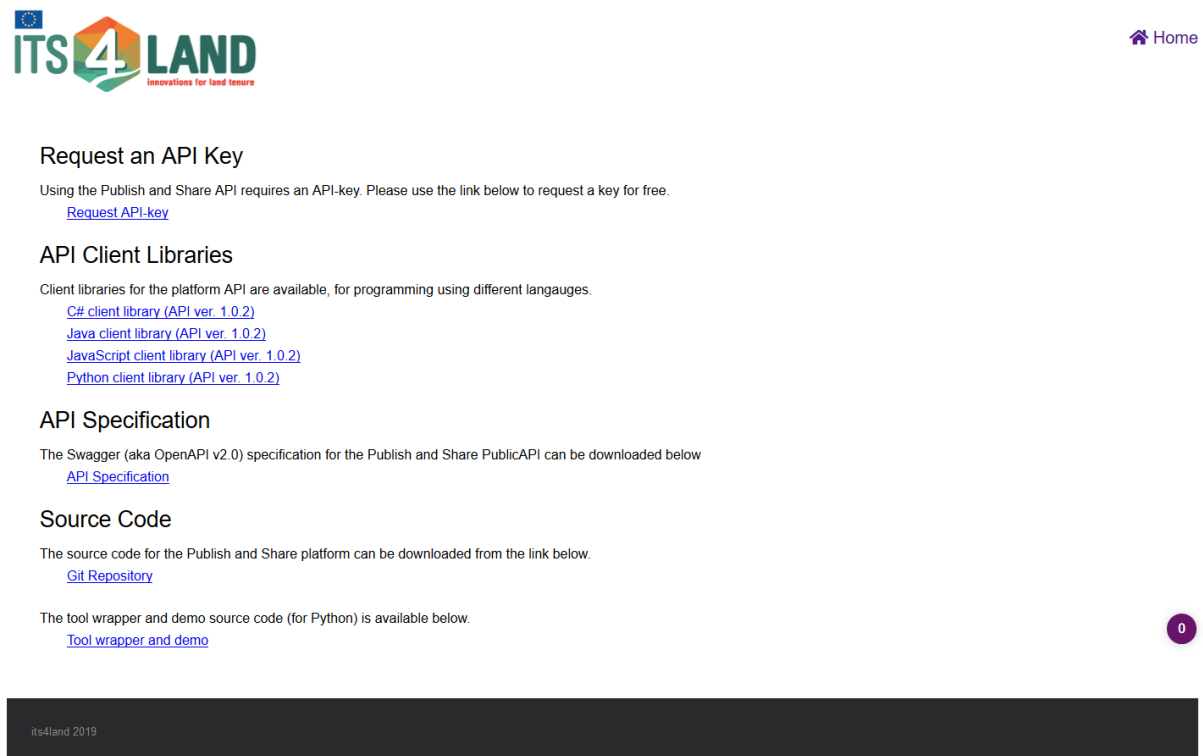 ITS 4 LAND
innovations for land tenure
Home
Request an API Key
Using the Publish and Share API requires an API-key. Please use the link below to request a key for free.
Request API-key
API Client Libraries
Client libraries for the platform API are available, for programming using different langauges.
C# client library (API ver. 1.0.2)
Java client library (API ver. 1.0.2)
JavaScript client library (API ver. 1.0.2)
Python client library (API ver. 1.0.2)
API Specification
The Swagger (aka OpenAPI v2.0) specification for the Publish and Share PublicAPI can be downloaded below
API Specification
Source Code
The source code for the Publish and Share platform can be downloaded from the link below.
Git Repository
The tool wrapper and demo source code (for Python) is available below.
Tool wrapper and demo
0
its4land 2019